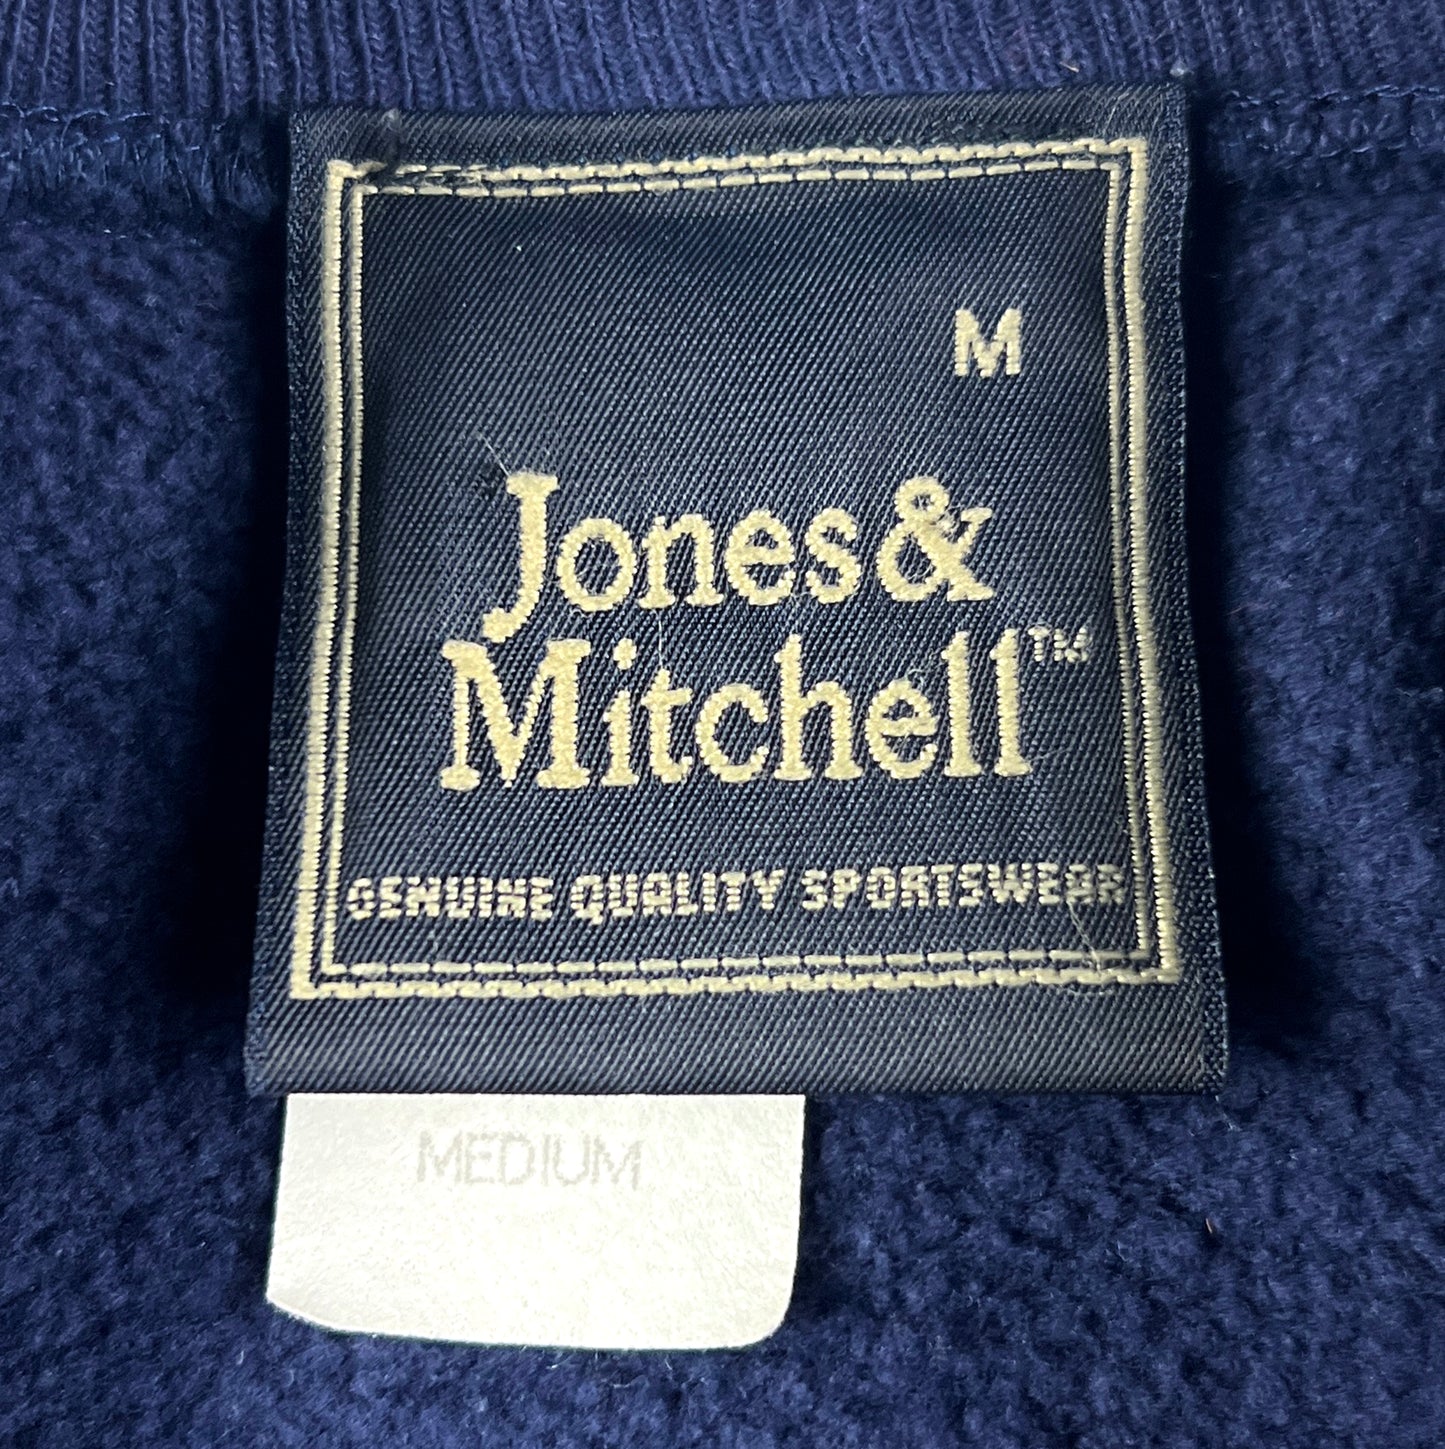 M
Jones &
Mitchell™
GENUINE QUALITY SPORTSWEAR
MEDIUM